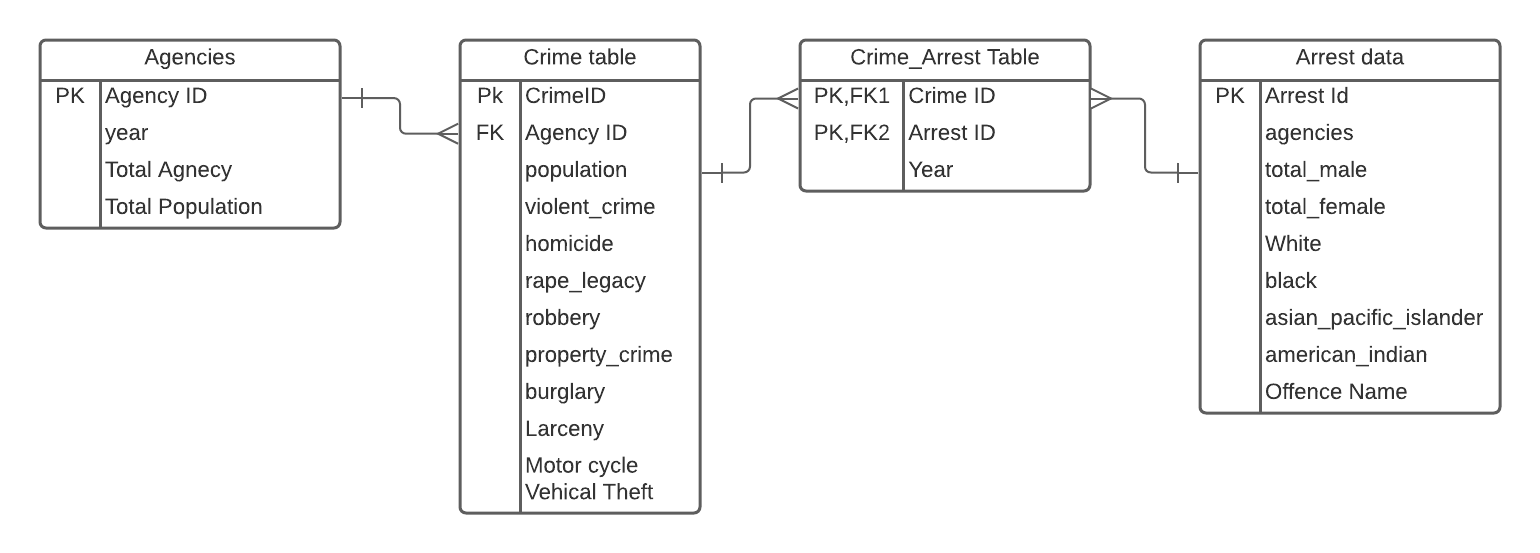 Agencies
PK Agency ID
year
Total Agnecy
Total Population
Crime table
Pk CrimeID
FK Agency ID
population
violent_crime
homicide
rape_legacy
robbery
property_crime
burglary
Larceny
Motor cycle
Vehical Theft
Crime_Arrest Table
PK,FK1 Crime ID
PK,FK2 Arrest ID
Year
Arrest data
PK Arrest Id
agencies
total_male
total_female
White
black
asian_pacific_islander
american_indian
Offence Name